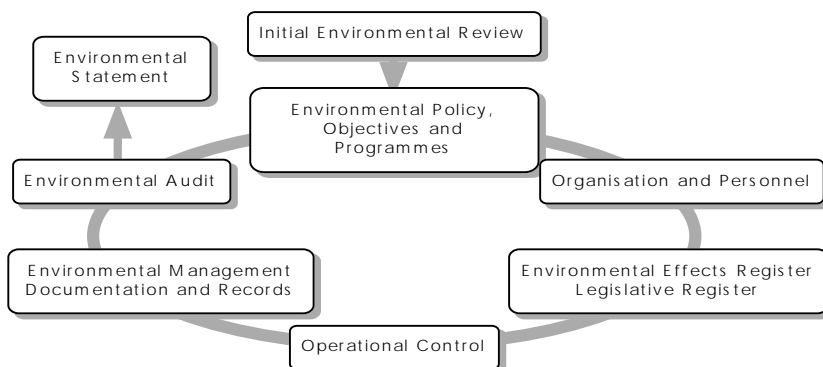 Initial Environmental Review
Environmental
Statement
Environmental Policy,
Objectives and
Programmes
Environmental Audit
Organisation and Personnel
Environmental Management
Documentation and Records
Environmental Effects Register
Legislative Register
Operational Control